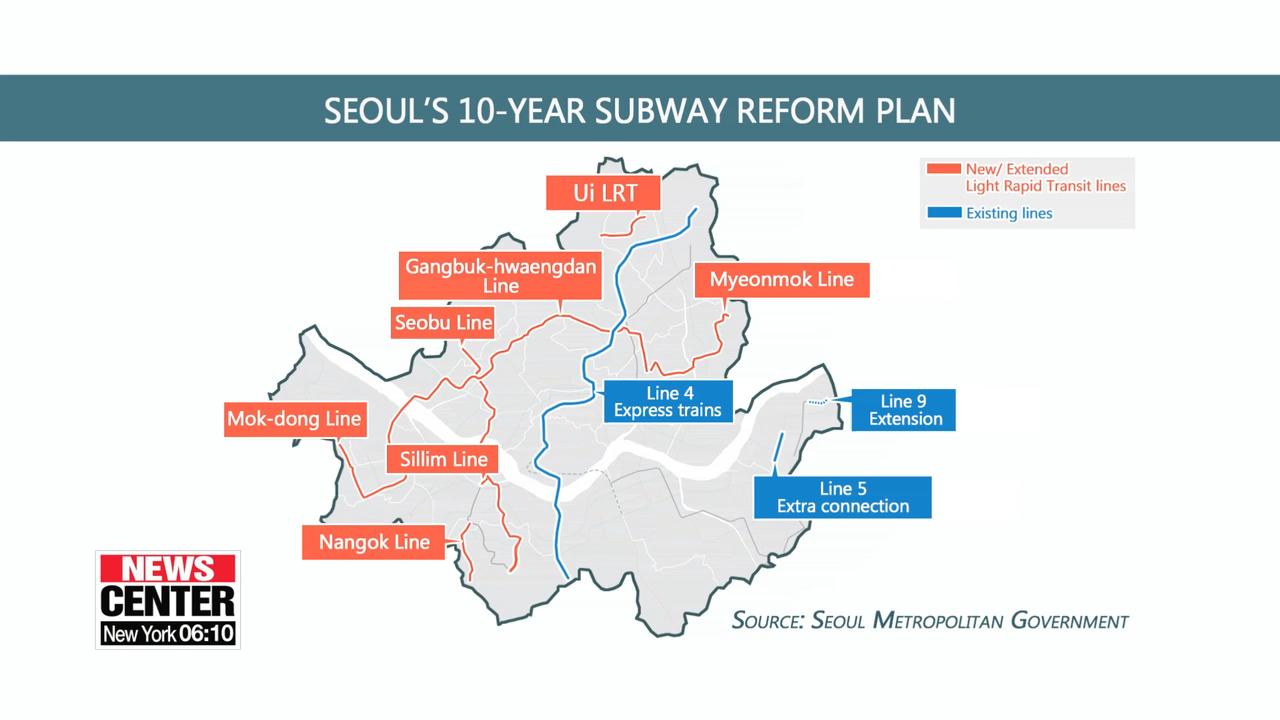 SEOUL'S 10-YEAR SUBWAY REFORM PLAN
New/ Extended
Light Rapid Transit lines
Existing lines
Ui LRT
Gangbuk-hwaengdan
Line
Myeonmok Line
Seobu Line
Line 4
Express trains
Line 9
Extension
Mok-dong Line
Sillim Line
Line 5
Extra connection
Nangok Line
NEWS
CENTER
New York 06:10
SOURCE: SEOUL METROPOLITAN GOVERNMENT